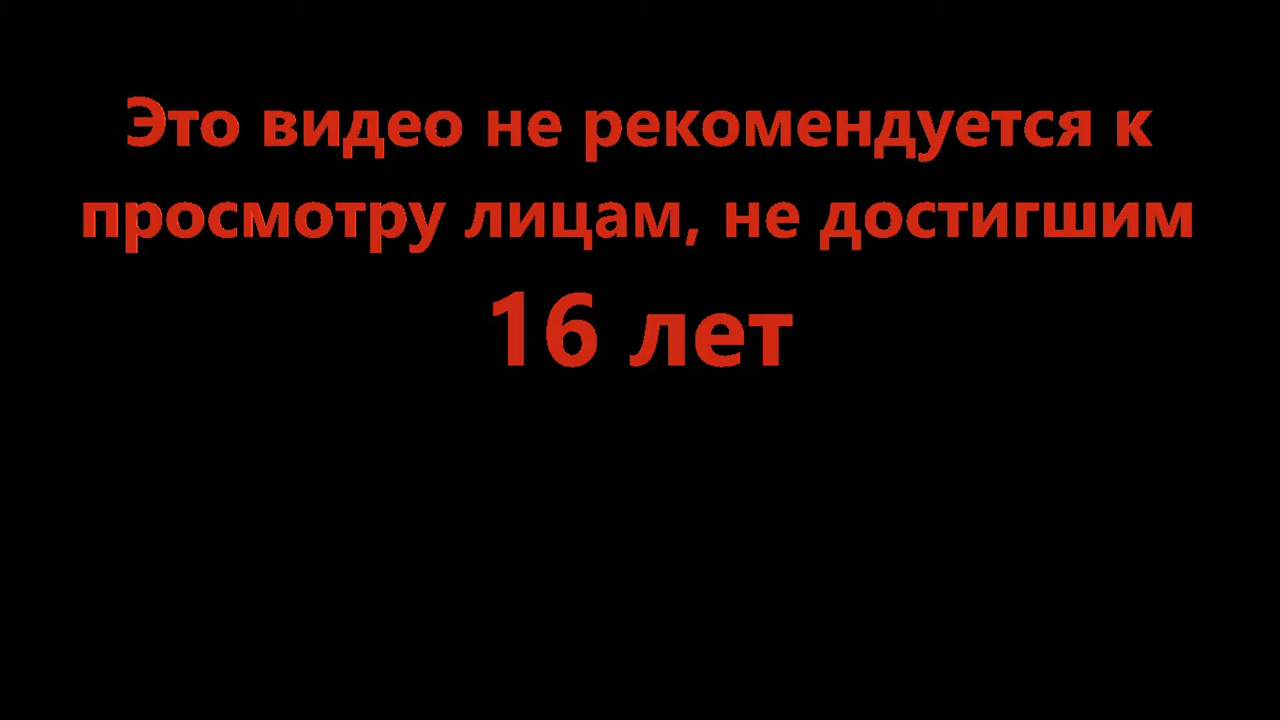 Это видео не рекомендуется к
просмотру лицам, не достигшим
16 лет